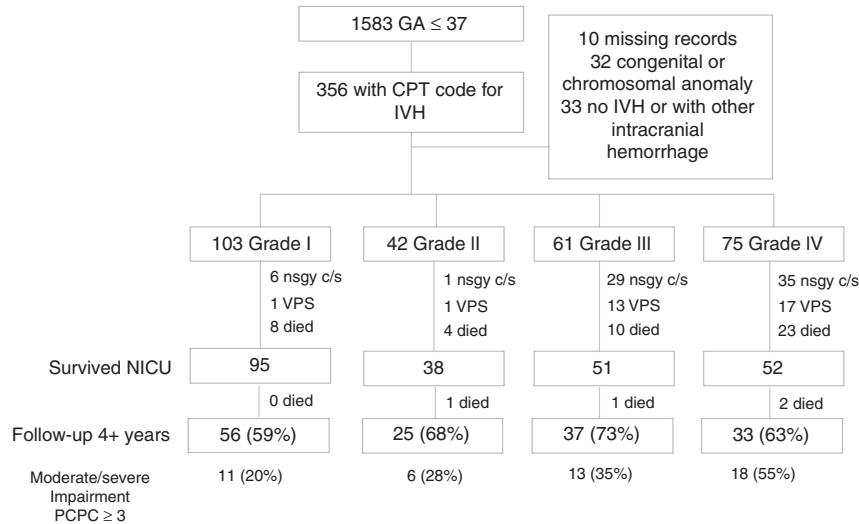 1583 GA ≤ 37
10 missing records
32 congenital or
chromosomal anomaly
33 no IVH or with other
intracranial
hemorrhage
356 with CPT code for
IVH
103 Grade I
42 Grade II
61 Grade III
75 Grade IV
6 nsgy c/s
1 VPS
8 died
1 nsgy c/s
1 VPS
4 died
29 nsgy c/s
13 VPS
10 died
35 nsgy c/s
17 VPS
23 died
Survived NICU
95
38
51
52
0 died
1 died
1 died
2 died
Follow-up 4+ years
56 (59%)
25 (68%)
37 (73%)
33 (63%)
Moderate/severe
Impairment
PCPC ≥ 3
11 (20%)
6 (28%)
13 (35%)
18 (55%)